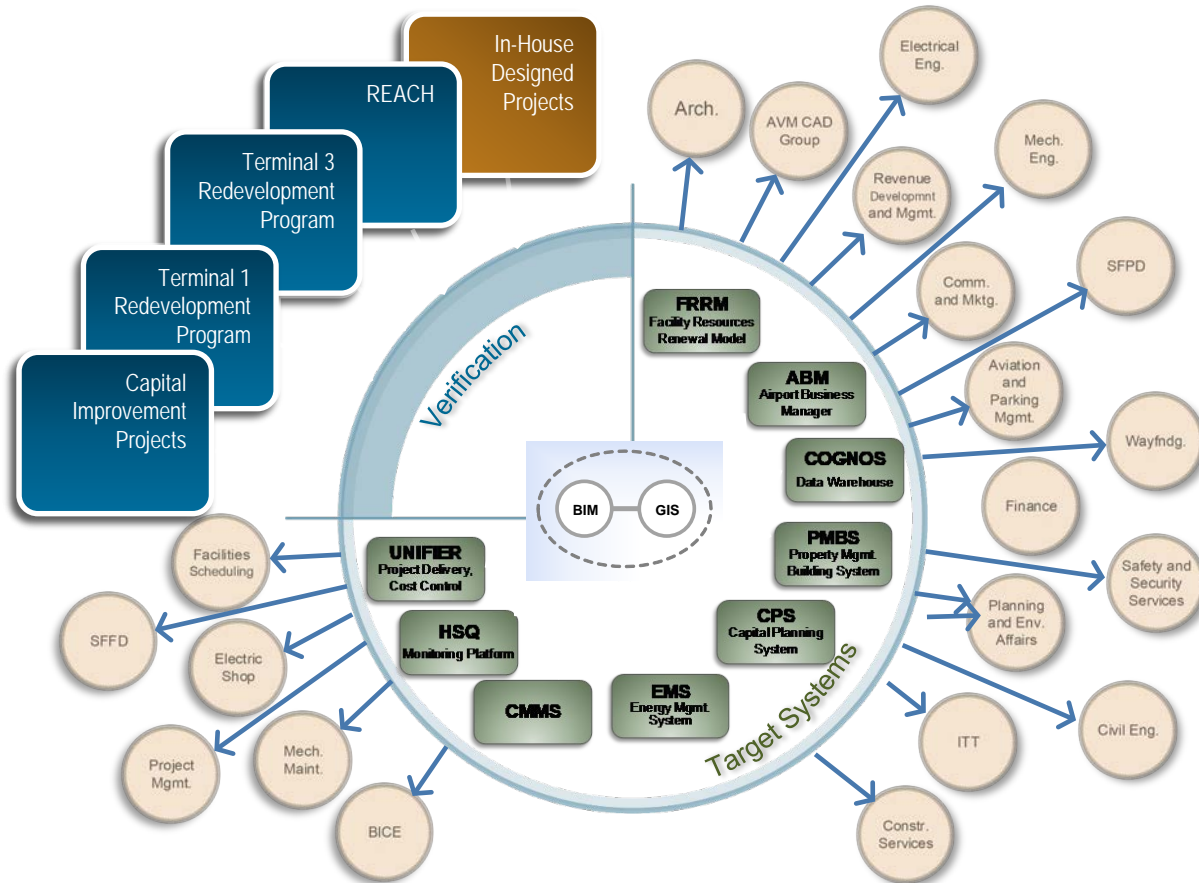 In-House
Designed
Projects
REACH
Terminal 3
Redevelopment
Program
Terminal 1
Redevelopment
Program
Capital
Improvement
Projects
Verification
Target Systems
FRRM
Facility Resources
Renewal Model
ABM
Airport Business
Manager
COGNOS
Data Warehouse
PMBS
Property Mgmt.
Building System
CPS
Capital Planning
System
EMS
Energy Mgmt.
System
CMMS
HSQ
Monitoring Platform
UNIFIER
Project Delivery,
Cost Control
BIM
GIS
Arch.
AVM CAD
Group
Electrical
Eng.
Revenue
Developmnt
and Mgmt.
Mech.
Eng.
Comm.
and Mktg.
SFPD
Aviation
and
Parking
Mgmt.
Wayfndg.
Finance
Safety and
Security
Services
Planning
and Env.
Affairs
Civil Eng.
ITT
Constr.
Services
BICE
Mech.
Maint.
Project
Mgmt.
Electric
Shop
SFFD
Facilities
Scheduling